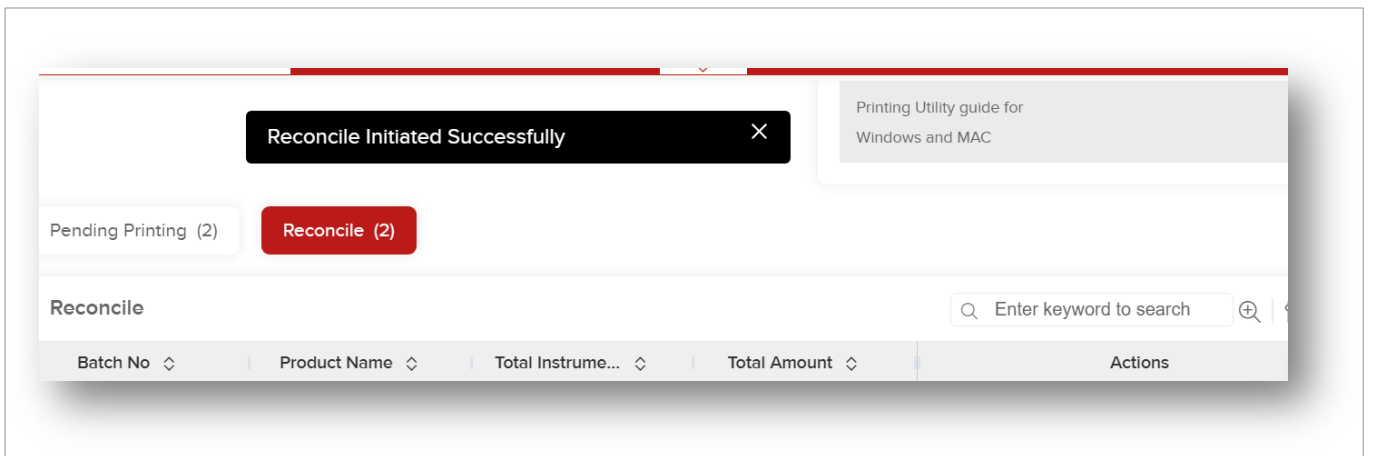 Printing Utility guide for
Windows and MAC
Reconcile Initiated Successfully
Pending Printing (2)
Reconcile (2)
Reconcile
Enter keyword to search
Batch No
Product Name
Total Instrume...
Total Amount
Actions